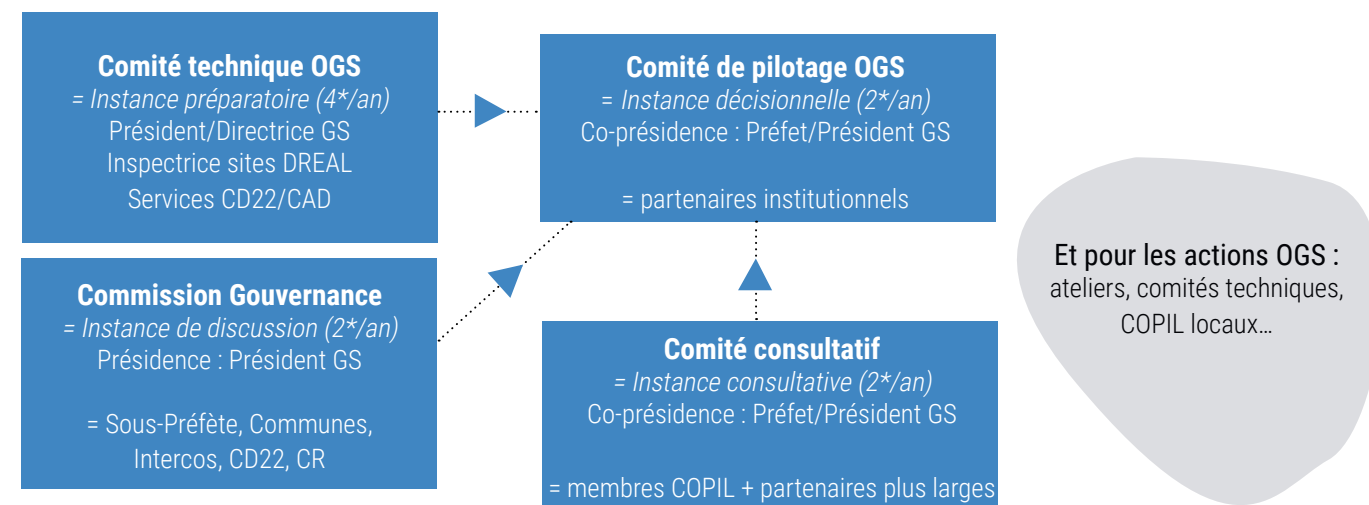 Comité technique OGS
= Instance préparatoire (4*/an)
Président/Directrice GS
Inspectrice sites DREAL
Services CD22/CAD
Comité de pilotage OGS
= Instance décisionnelle (2*/an)
Co-présidence : Préfet/Président GS
= partenaires institutionnels
Commission Gouvernance
= Instance de discussion (2*/an)
Présidence : Président GS
= Sous-Préfète, Communes,
Intercos, CD22, CR
Comité consultatif
= Instance consultative (2*/an)
Co-présidence : Préfet/Président GS
= membres COPIL + partenaires plus larges
Et pour les actions OGS :
ateliers, comités techniques,
COPIL locaux…